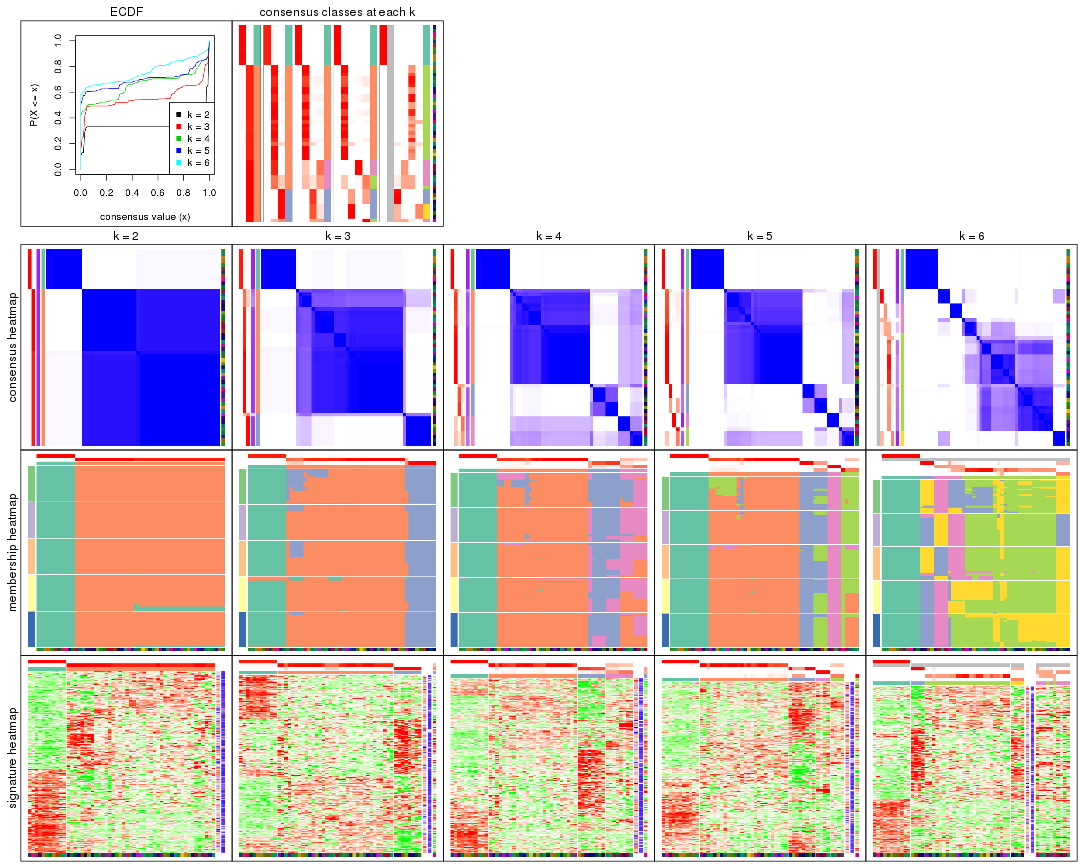 ECDF
consensus classes at each k
P(X <= x)
0.0 0.2 0.4 0.6 0.8 1.0
k = 2
k = 3
k = 4
k = 5
k = 6
0.0 0.2 0.4 0.6 0.8 1.0
consensus value (x)
k = 2
k = 3
k = 4
k = 5
k = 6
consensus heatmap
membership heatmap
signature heatmap